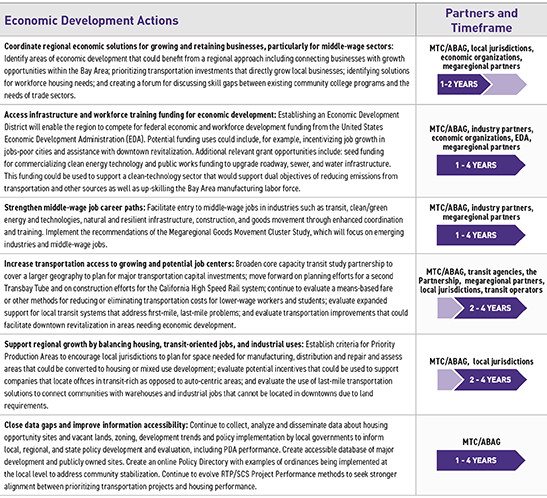 Economic Development Actions
Partners and
Timeframe
Coordinate regional economic solutions for growing and retaining businesses, particularly for middle-wage sectors:
Identify areas of economic development that could benefit from a regional approach including connecting businesses with growth
opportunities within the Bay Area; prioritizing transportation investments that directly grow local businesses; identifying solutions
for workforce housing needs; and creating a forum for discussing skill gaps between existing community college programs and the
needs of trade sectors.
MTC/ABAG, local jurisdictions,
economic organizations,
megaregional partners
1-2 YEARS
Access infrastructure and workforce training funding for economic development: Establishing an Economic Development
District will enable the region to compete for federal economic and workforce development funding from the United States
Economic Development Administration (EDA). Potential funding uses could include, for example, incentivizing job growth in
jobs-poor cities and assistance with downtown revitalization. Additional relevant grant opportunities include: seed funding
for commercializing clean energy technology and public works funding to upgrade roadway, sewer, and water infrastructure.
This funding could be used to support a clean-technology sector that would support dual objectives of reducing emissions from
transportation and other sources as well as up-skilling the Bay Area manufacturing labor force.
MTC/ABAG, industry partners,
economic organizations, EDA,
megaregional partners
1 - 4 YEARS
Strengthen middle-wage job career paths: Facilitate entry to middle-wage jobs in industries such as transit, clean/green
energy and technologies, natural and resilient infrastructure, construction, and goods movement through enhanced coordination
and training. Implement the recommendations of the Megaregional Goods Movement Cluster Study, which will focus on emerging
industries and middle-wage jobs.
MTC/ABAG, industry partners,
megaregional partners
1 - 4 YEARS
Increase transportation access to growing and potential job centers: Broaden core capacity transit study partnership to
cover a larger geography to plan for major transportation capital investments; move forward on planning efforts for a second
Transbay Tube and on construction efforts for the California High Speed Rail system; continue to evaluate a means-based fare
or other methods for reducing or eliminating transportation costs for lower-wage workers and students; evaluate expanded
support for local transit systems that address first-mile, last-mile problems; and evaluate transportation improvements that could
facilitate downtown revitalization in areas needing economic development.
MTC/ABAG, transit agencies, the
Partnership, megaregional partners,
local jurisdictions, transit operators
2 - 4 YEARS
Support regional growth by balancing housing, transit-oriented jobs, and industrial uses: Establish criteria for Priority
Production Areas to encourage local jurisdictions to plan for space needed for manufacturing, distribution and repair and assess
areas that could be converted to housing or mixed use development; evaluate potential incentives that could be used to support
companies that locate offices in transit-rich as opposed to auto-centric areas; and evaluate the use of last-mile transportation
solutions to connect communities with warehouses and industrial jobs that cannot be located in downtowns due to land
requirements.
MTC/ABAG, local jurisdictions
2 - 4 YEARS
Close data gaps and improve information accessibility: Continue to collect, analyze and disseminate data about housing
opportunity sites and vacant lands, zoning, development trends and policy implementation by local governments to inform
local, regional, and state policy development and evaluation, including PDA performance. Create accessible database of major
development and publicly owned sites. Create an online Policy Directory with examples of ordinances being implemented at
the local level to address community stabilization. Continue to evolve RTP/SCS Project Performance methods to seek stronger
alignment between prioritizing transportation projects and housing performance.
MTC/ABAG
1 - 4 YEARS